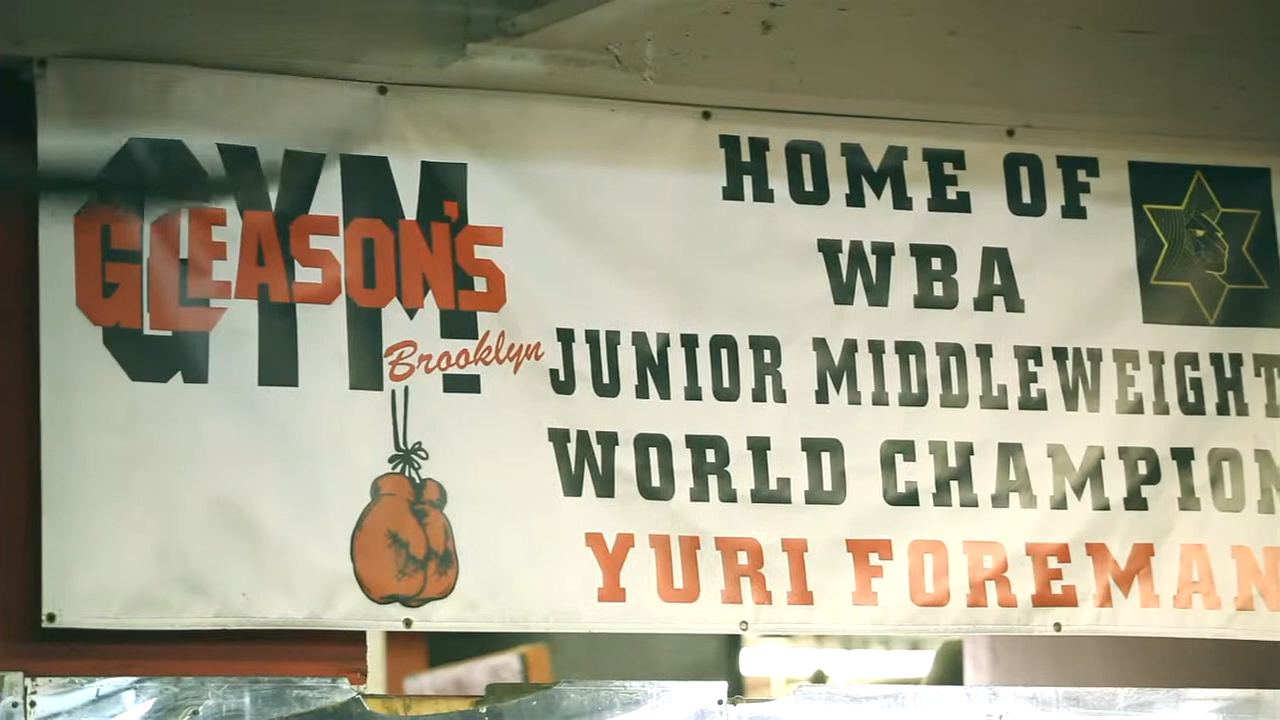 GYM
GLEASON'S
Brooklyn
HOME OF
WBA
JUNIOR MIDDLEWEIGHT
WORLD CHAMPION
YURI FOREMAN